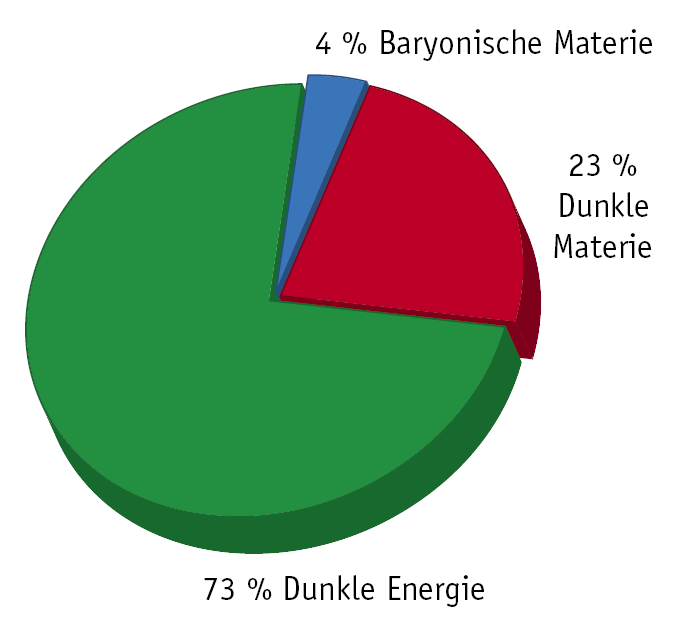 4 % Baryonische Materie
23 %
Dunkle
Materie
73 % Dunkle Energie